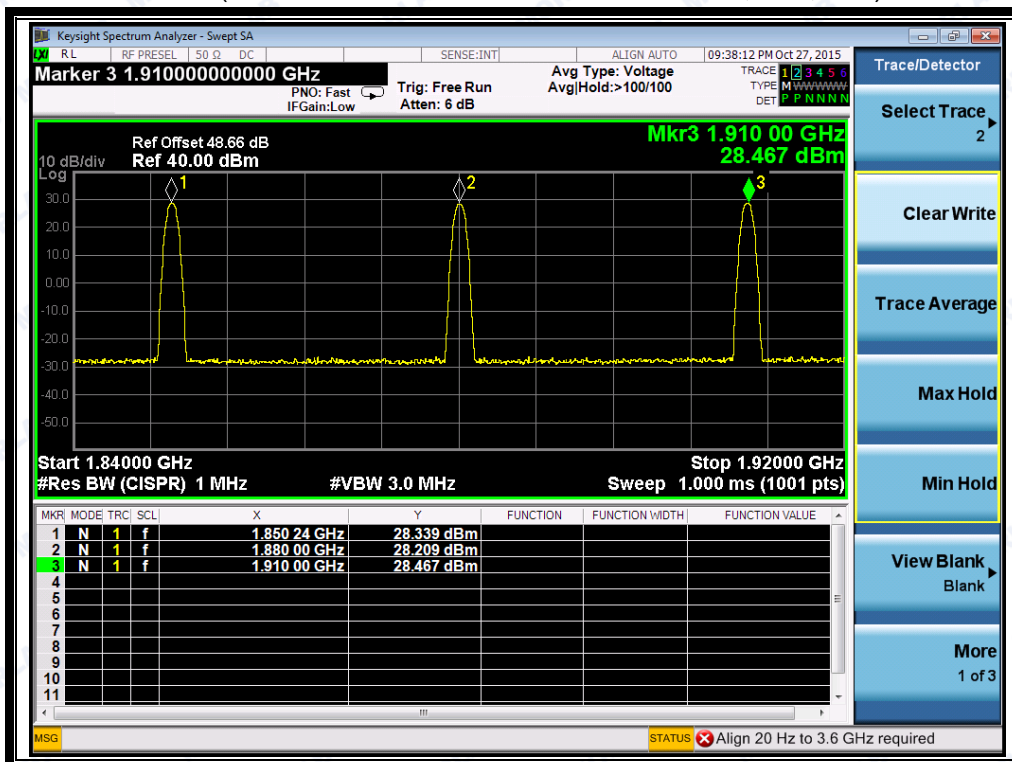 Keysight Spectrum Analyzer - Swept SA
LXI RL RF PRESEL 50 Ω DC SENSE:INT ALIGN AUTO 09:38:12 PM Oct 27, 2015
Marker 3 1.910000000000 GHz
PNO: Fast
IFGain:Low
Trig: Free Run
Atten: 6 dB
Avg Type: Voltage
Avg|Hold:>100/100
TRACE 1 2 3 4 5 6
TYPE M W W W W W
DET P P N N N N
Trace/Detector
Select Trace
2
Clear Write
Trace Average
Max Hold
Min Hold
View Blank
Blank
More
1 of 3
Mkr3 1.910 00 GHz
28.467 dBm
Ref Offset 48.66 dB
10 dB/div Ref 40.00 dBm
Log
1 2 3
30.0
20.0
10.0
0.00
-10.0
-20.0
-30.0
-40.0
-50.0
Start 1.84000 GHz Stop 1.92000 GHz
#Res BW (CISPR) 1 MHz #VBW 3.0 MHz Sweep 1.000 ms (1001 pts)
MKR MODE TRC SCL X Y FUNCTION FUNCTION WIDTH FUNCTION VALUE
1 N 1 f 1.850 24 GHz 28.339 dBm
2 N 1 f 1.880 00 GHz 28.209 dBm
3 N 1 f 1.910 00 GHz 28.467 dBm
4
5
6
7
8
9
10
11
MSG STATUS Align 20 Hz to 3.6 GHz required